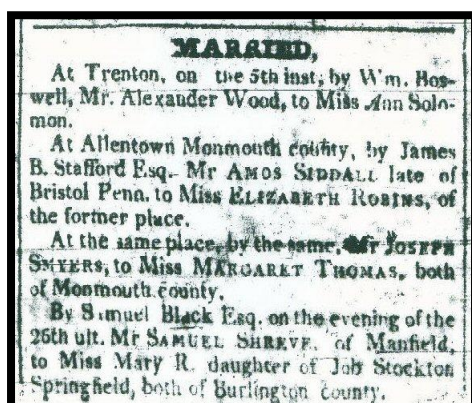 MARRIED,
At Trenton, on the 5th inst, by Wm. Bos-
well, Mr. Alexander Wood, to Miss Ann Solo-
mon.
At Allentown Monmouth county, by James
B. Stafford Esq. Mr AMOS SIDDALL late of
Bristol Penn. to Miss ELIZABETH ROBINS, of
the former place.
At the same place, by the same, Mr JOSEPH
SMYERS, to Miss MARGARET THOMAS, both
of Monmouth county.
By Samuel Black Esq. on the evening of the
26th ult. Mr SAMUEL SHREVE, of Manfield,
to Miss Mary R. daughter of Job Stockton
Springfield, both of Burlington county.